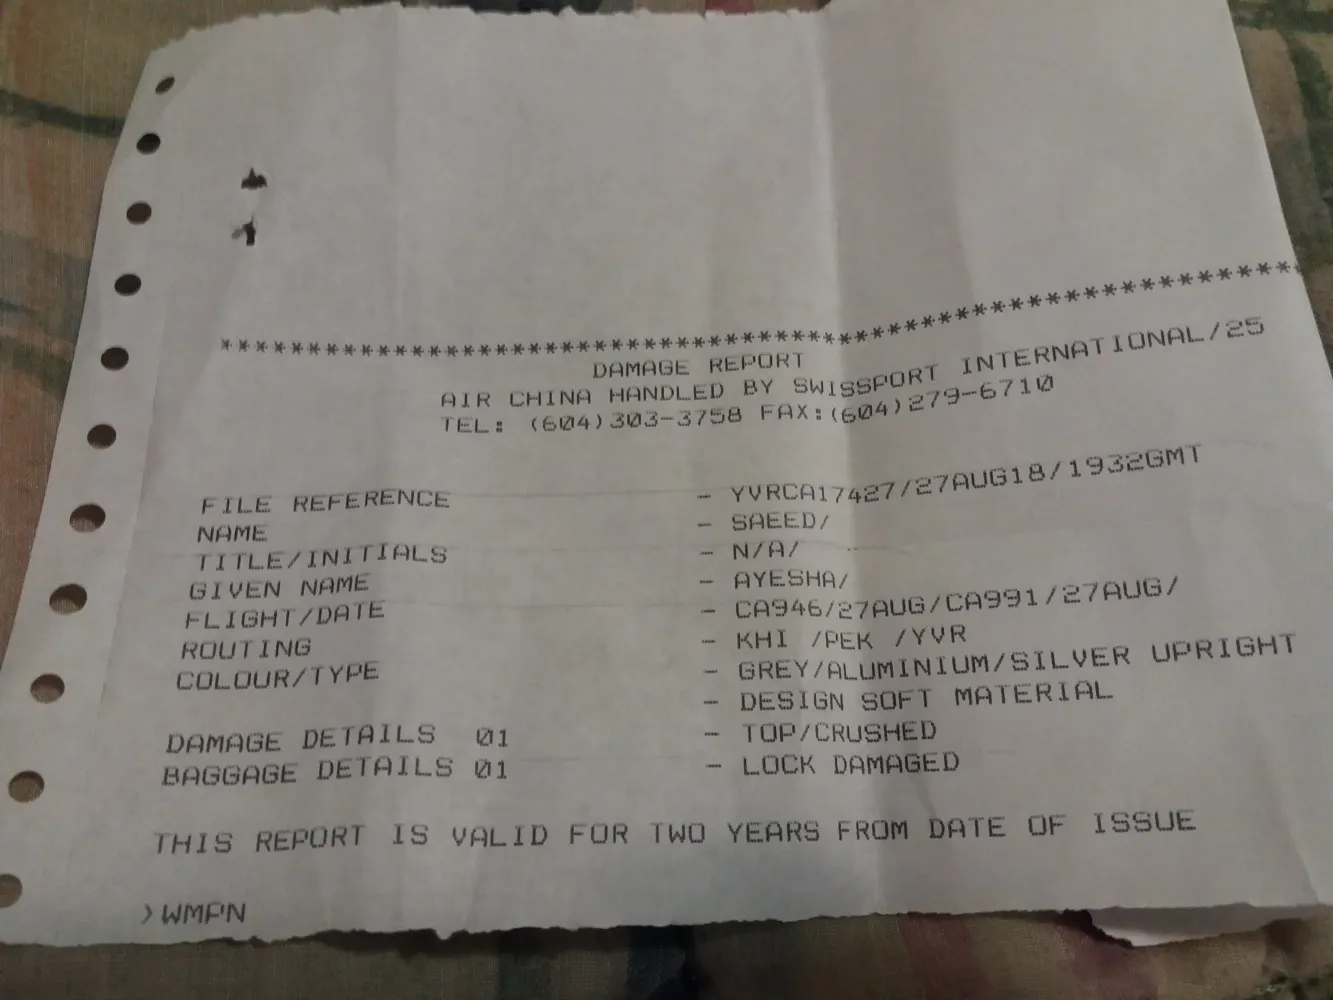 ************************************************************
DAMAGE REPORT
AIR CHINA HANDLED BY SWISSPORT INTERNATIONAL/25
TEL: (604)303-3758 FAX:(604)279-6710
FILE REFERENCE - YVRCA17427/27AUG18/1932GMT
NAME - SAEED/
TITLE/INITIALS - N/A/
GIVEN NAME - AYESHA/
FLIGHT/DATE - CA946/27AUG/CA991/27AUG/
ROUTING - KHI /PEK /YVR
COLOUR/TYPE - GREY/ALUMINIUM/SILVER UPRIGHT
- DESIGN SOFT MATERIAL
DAMAGE DETAILS 01 - TOP/CRUSHED
BAGGAGE DETAILS 01 - LOCK DAMAGED
THIS REPORT IS VALID FOR TWO YEARS FROM DATE OF ISSUE
>WMPN